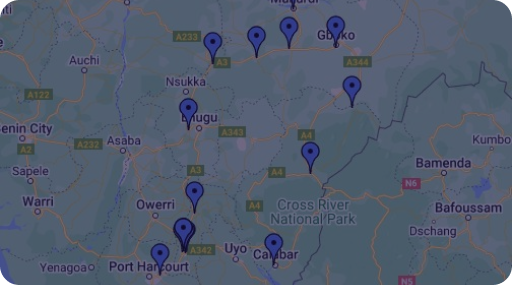 Makurdi
Gboko
A233
A3
A344
Auchi
Nsukka
A122
Enugu
A343
Benin City
A2
A232
Asaba
A4
Kumbo
Bamenda
Sapele
A3
A4
N6
Warri
Owerri
A4
Cross River
National Park
Bafoussam
Dschang
A342
Uyo
Calabar
Yenagoa
Port Harcourt
N5